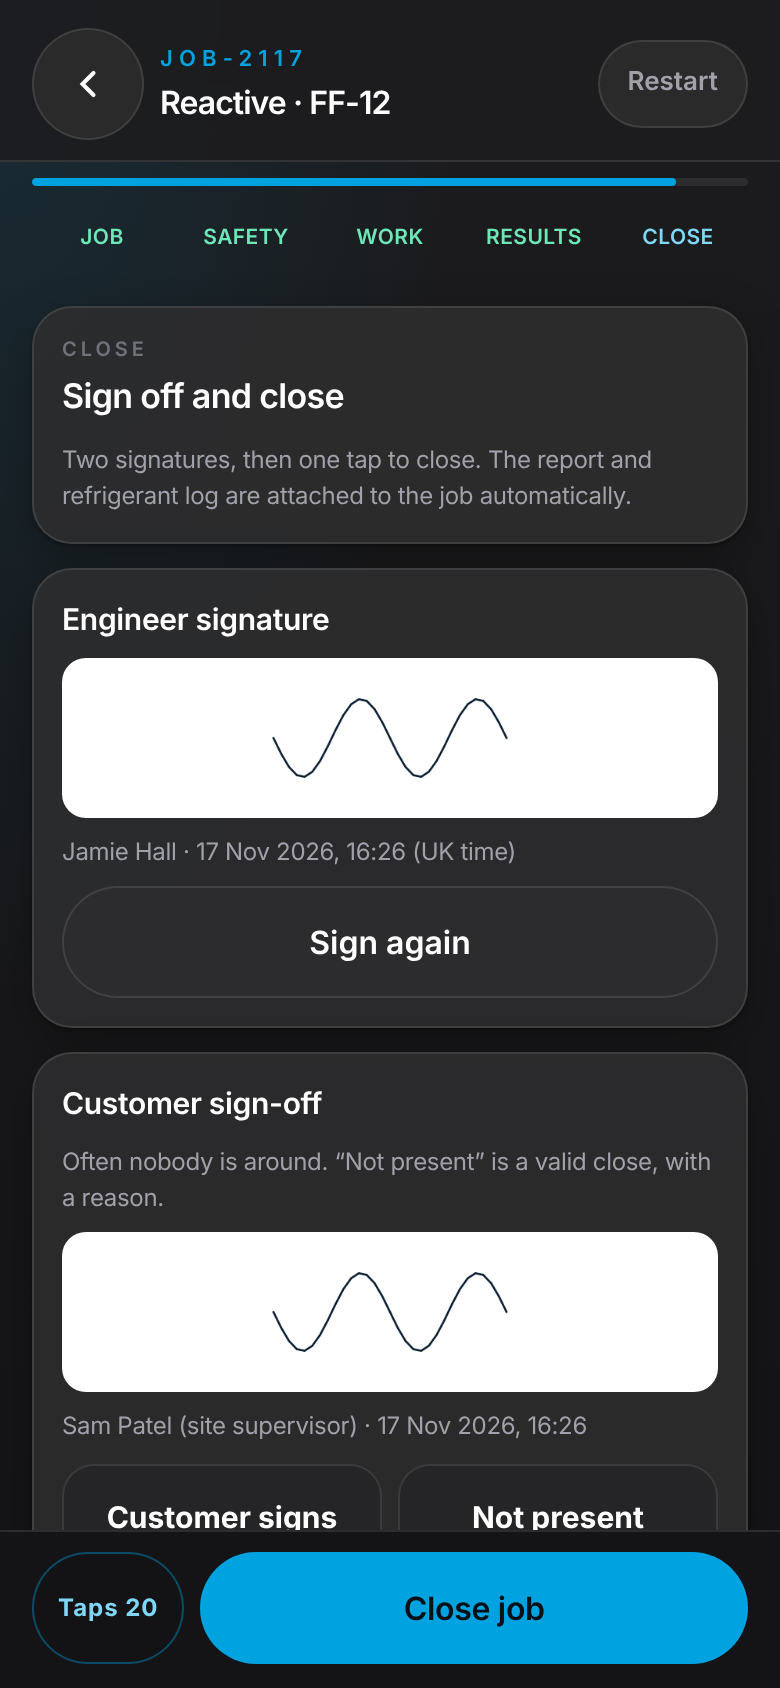 JOB-2117
Reactive · FF-12
Restart
JOB
SAFETY
WORK
RESULTS
CLOSE
CLOSE
Sign off and close
Two signatures, then one tap to close. The report and
refrigerant log are attached to the job automatically.
Engineer signature
Jamie Hall · 17 Nov 2026, 16:26 (UK time)
Sign again
Customer sign-off
Often nobody is around. “Not present” is a valid close, with
a reason.
Sam Patel (site supervisor) · 17 Nov 2026, 16:26
Customer signs
Not present
Taps 20
Close job